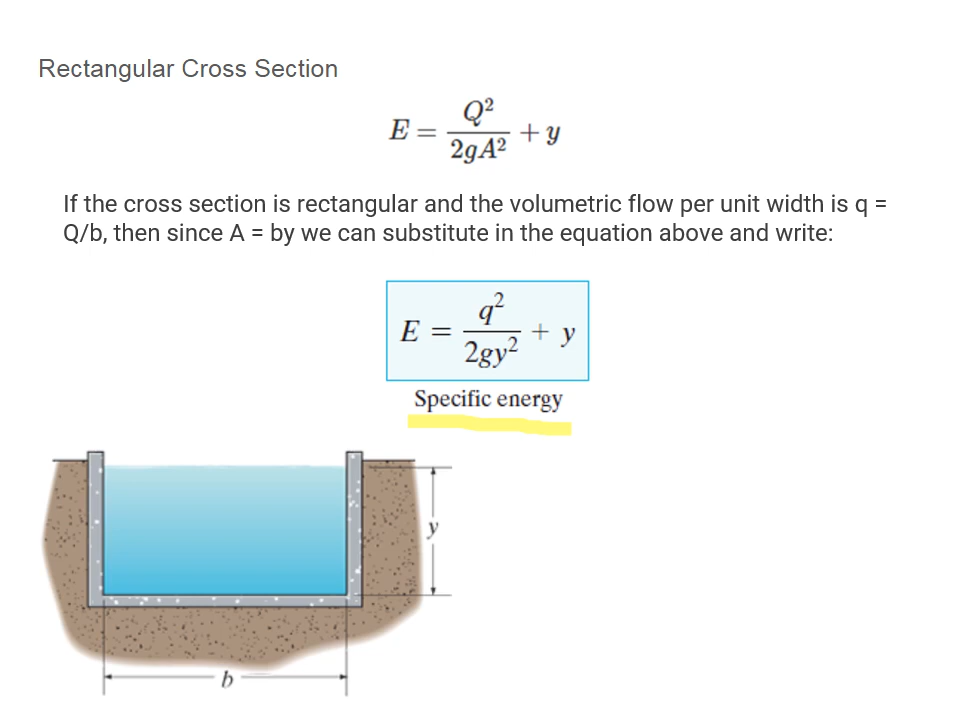 Rectangular Cross Section
E = Q²/2gA² + y
If the cross section is rectangular and the volumetric flow per unit width is q =
Q/b, then since A = by we can substitute in the equation above and write:
E = q²/2gy² + y
Specific energy
y
b